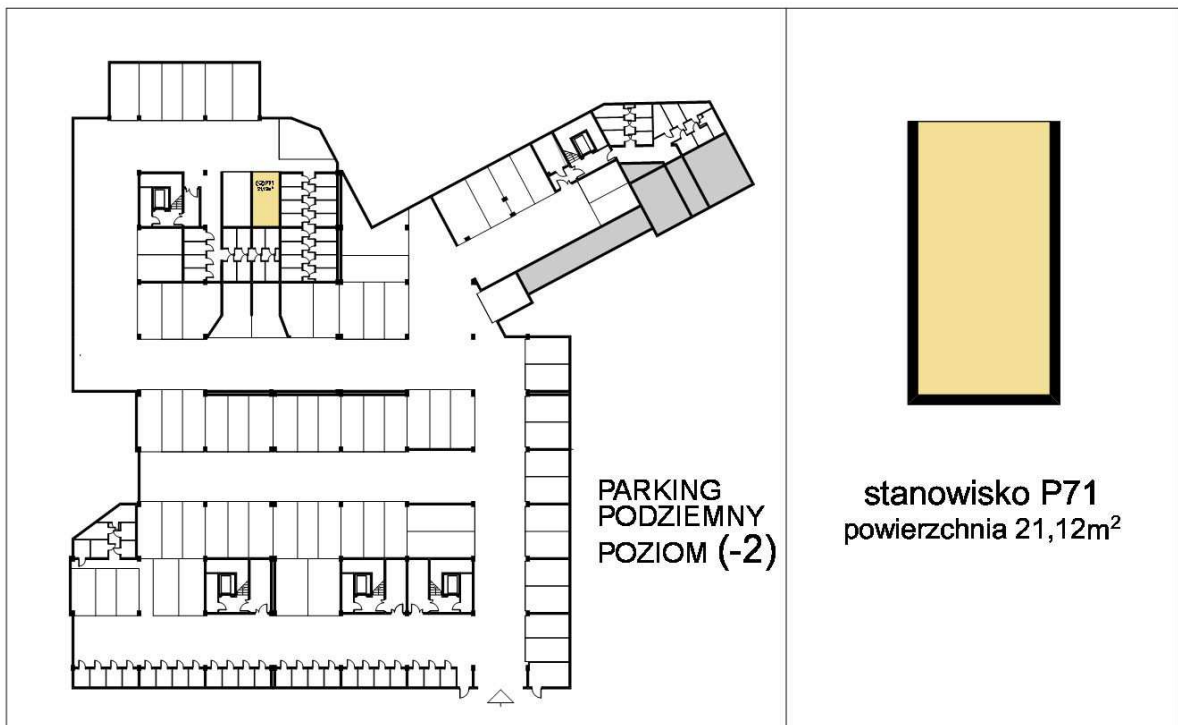 PARKING
PODZIEMNY
POZIOM (-2)
stanowisko P71
powierzchnia 21,12m²